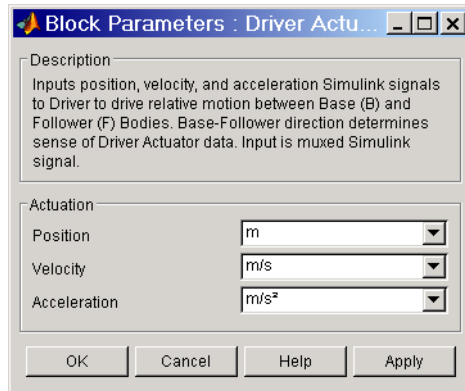 Block Parameters : Driver Actu...
Description
Inputs position, velocity, and acceleration Simulink signals
to Driver to drive relative motion between Base (B) and
Follower (F) Bodies. Base-Follower direction determines
sense of Driver Actuator data. Input is muxed Simulink
signal.
Actuation
Position m
Velocity m/s
Acceleration m/s²
OK Cancel Help Apply